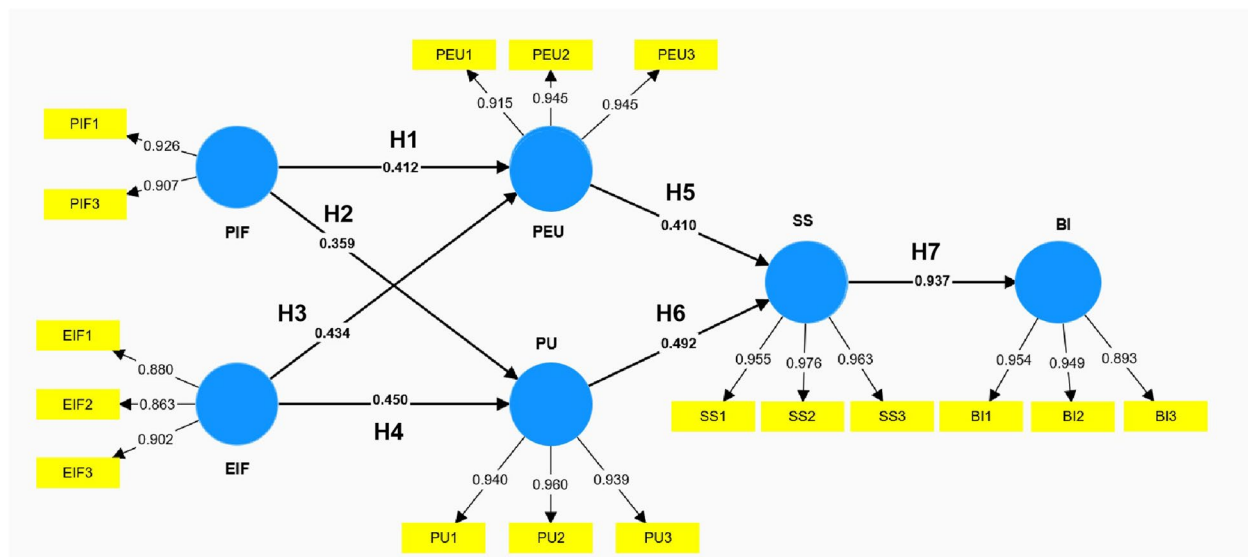 PEU1
PEU2
PEU3
0.915
0.945
0.945
PIF1
0.926
PIF3
0.907
PIF
H1
0.412
PEU
H2
0.359
H5
0.410
SS
BI
H7
0.937
H3
0.434
EIF1
0.880
EIF2
0.863
EIF3
0.902
EIF
0.450
H4
PU
H6
0.492
0.955
0.976
0.963
SS1
SS2
SS3
0.954
0.949
0.893
BI1
BI2
BI3
0.940
0.960
0.939
PU1
PU2
PU3